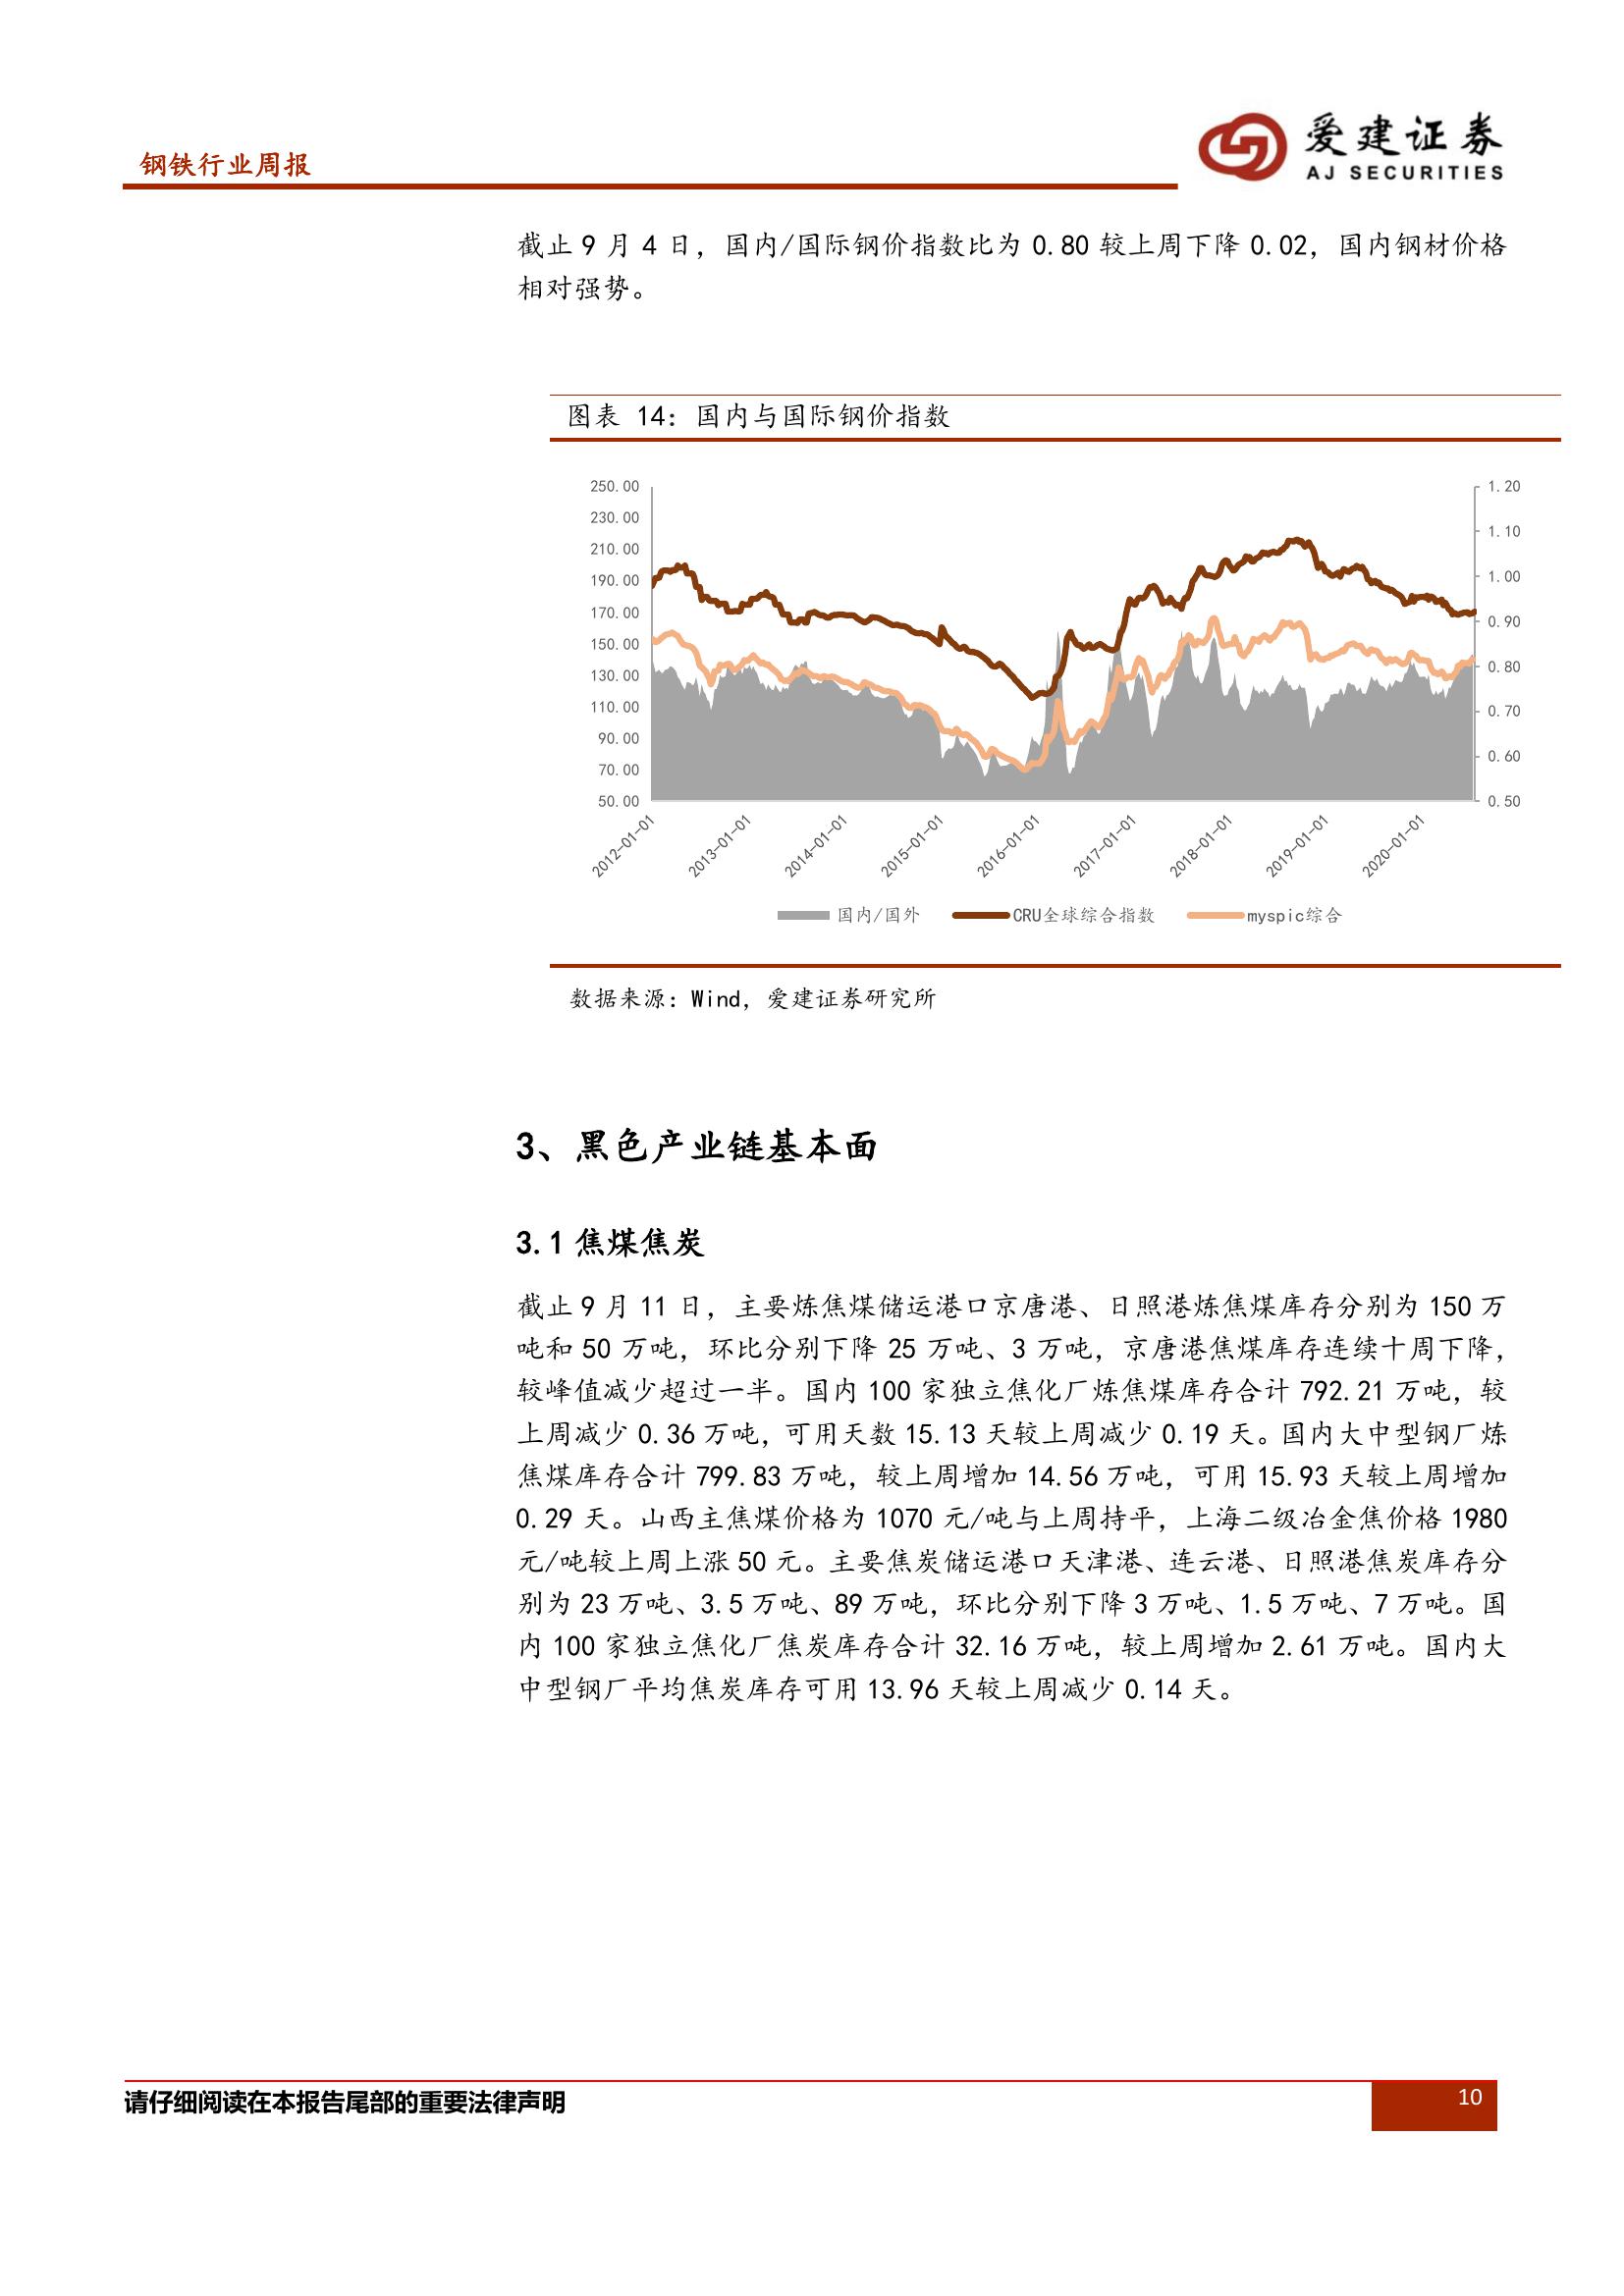 钢铁行业周报
爱建证券
AJ SECURITIES
截止 9 月 4 日，国内/国际钢价指数比为 0.80 较上周下降 0.02，国内钢材价格
相对强势。
图表 14：国内与国际钢价指数
250.00
230.00
210.00
190.00
170.00
150.00
130.00
110.00
90.00
70.00
50.00
1.20
1.10
1.00
0.90
0.80
0.70
0.60
0.50
2012-01-01
2013-01-01
2014-01-01
2015-01-01
2016-01-01
2017-01-01
2018-01-01
2019-01-01
2020-01-01
国内/国外
CRU全球综合指数
myspic综合
数据来源：Wind，爱建证券研究所
3、黑色产业链基本面
3.1 焦煤焦炭
截止 9 月 11 日，主要炼焦煤储运港口京唐港、日照港炼焦煤库存分别为 150 万
吨和 50 万吨，环比分别下降 25 万吨、3 万吨，京唐港焦煤库存连续十周下降，
较峰值减少超过一半。国内 100 家独立焦化厂炼焦煤库存合计 792.21 万吨，较
上周减少 0.36 万吨，可用天数 15.13 天较上周减少 0.19 天。国内大中型钢厂炼
焦煤库存合计 799.83 万吨，较上周增加 14.56 万吨，可用 15.93 天较上周增加
0.29 天。山西主焦煤价格为 1070 元/吨与上周持平，上海二级冶金焦价格 1980
元/吨较上周上涨 50 元。主要焦炭储运港口天津港、连云港、日照港焦炭库存分
别为 23 万吨、3.5 万吨、89 万吨，环比分别下降 3 万吨、1.5 万吨、7 万吨。国
内 100 家独立焦化厂焦炭库存合计 32.16 万吨，较上周增加 2.61 万吨。国内大
中型钢厂平均焦炭库存可用 13.96 天较上周减少 0.14 天。
请仔细阅读在本报告尾部的重要法律声明
10